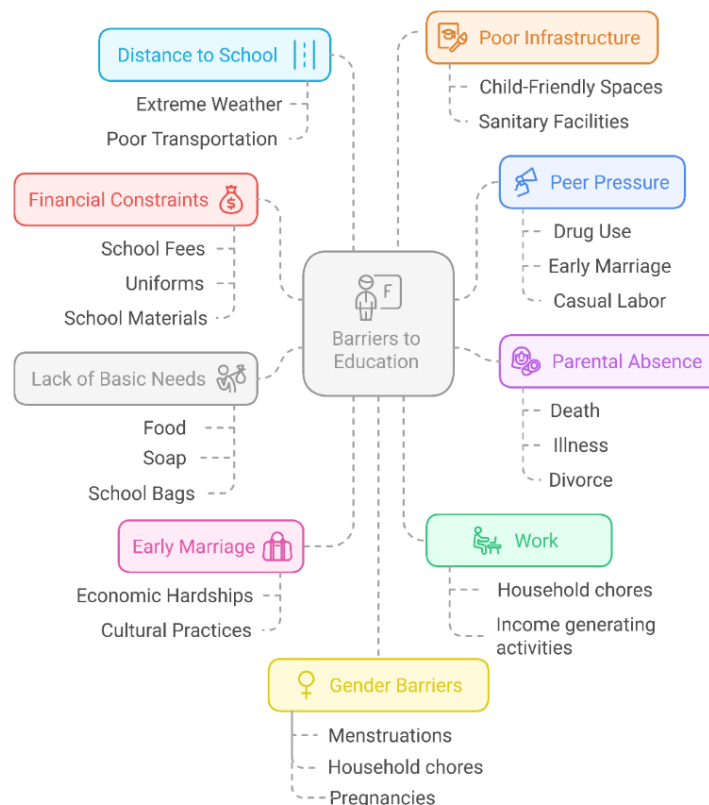 Distance to School
Extreme Weather
Poor Transportation
Financial Constraints
School Fees
Uniforms
School Materials
Lack of Basic Needs
Food
Soap
School Bags
Early Marriage
Economic Hardships
Cultural Practices
F
Barriers to
Education
Poor Infrastructure
Child-Friendly Spaces
Sanitary Facilities
Peer Pressure
Drug Use
Early Marriage
Casual Labor
Parental Absence
Death
Illness
Divorce
Work
Household chores
Income generating
activities
Gender Barriers
Menstruations
Household chores
Pregnancies